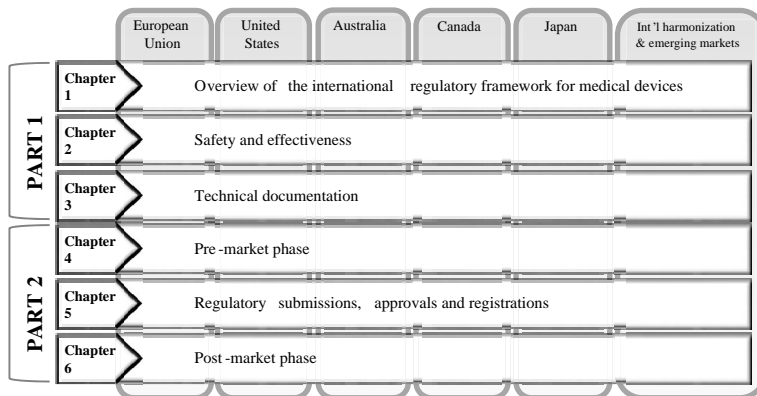 European
Union
United
States
Australia
Canada
Japan
Int'l harmonization
& emerging markets
PART 1
Chapter
1
Overview of the international regulatory framework for medical devices
Chapter
2
Safety and effectiveness
Chapter
3
Technical documentation
PART 2
Chapter
4
Pre-market phase
Chapter
5
Regulatory submissions, approvals and registrations
Chapter
6
Post-market phase